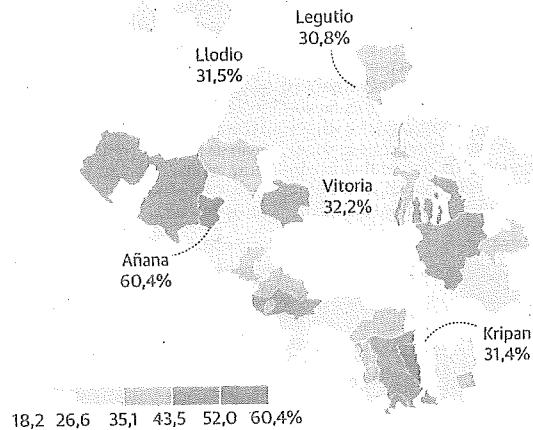 Legutio
30,8%
Llodio
31,5%
Vitoria
32,2%
Añana
60,4%
Kripan
31,4%
18,2 26,6 35,1 43,5 52,0 60,4%